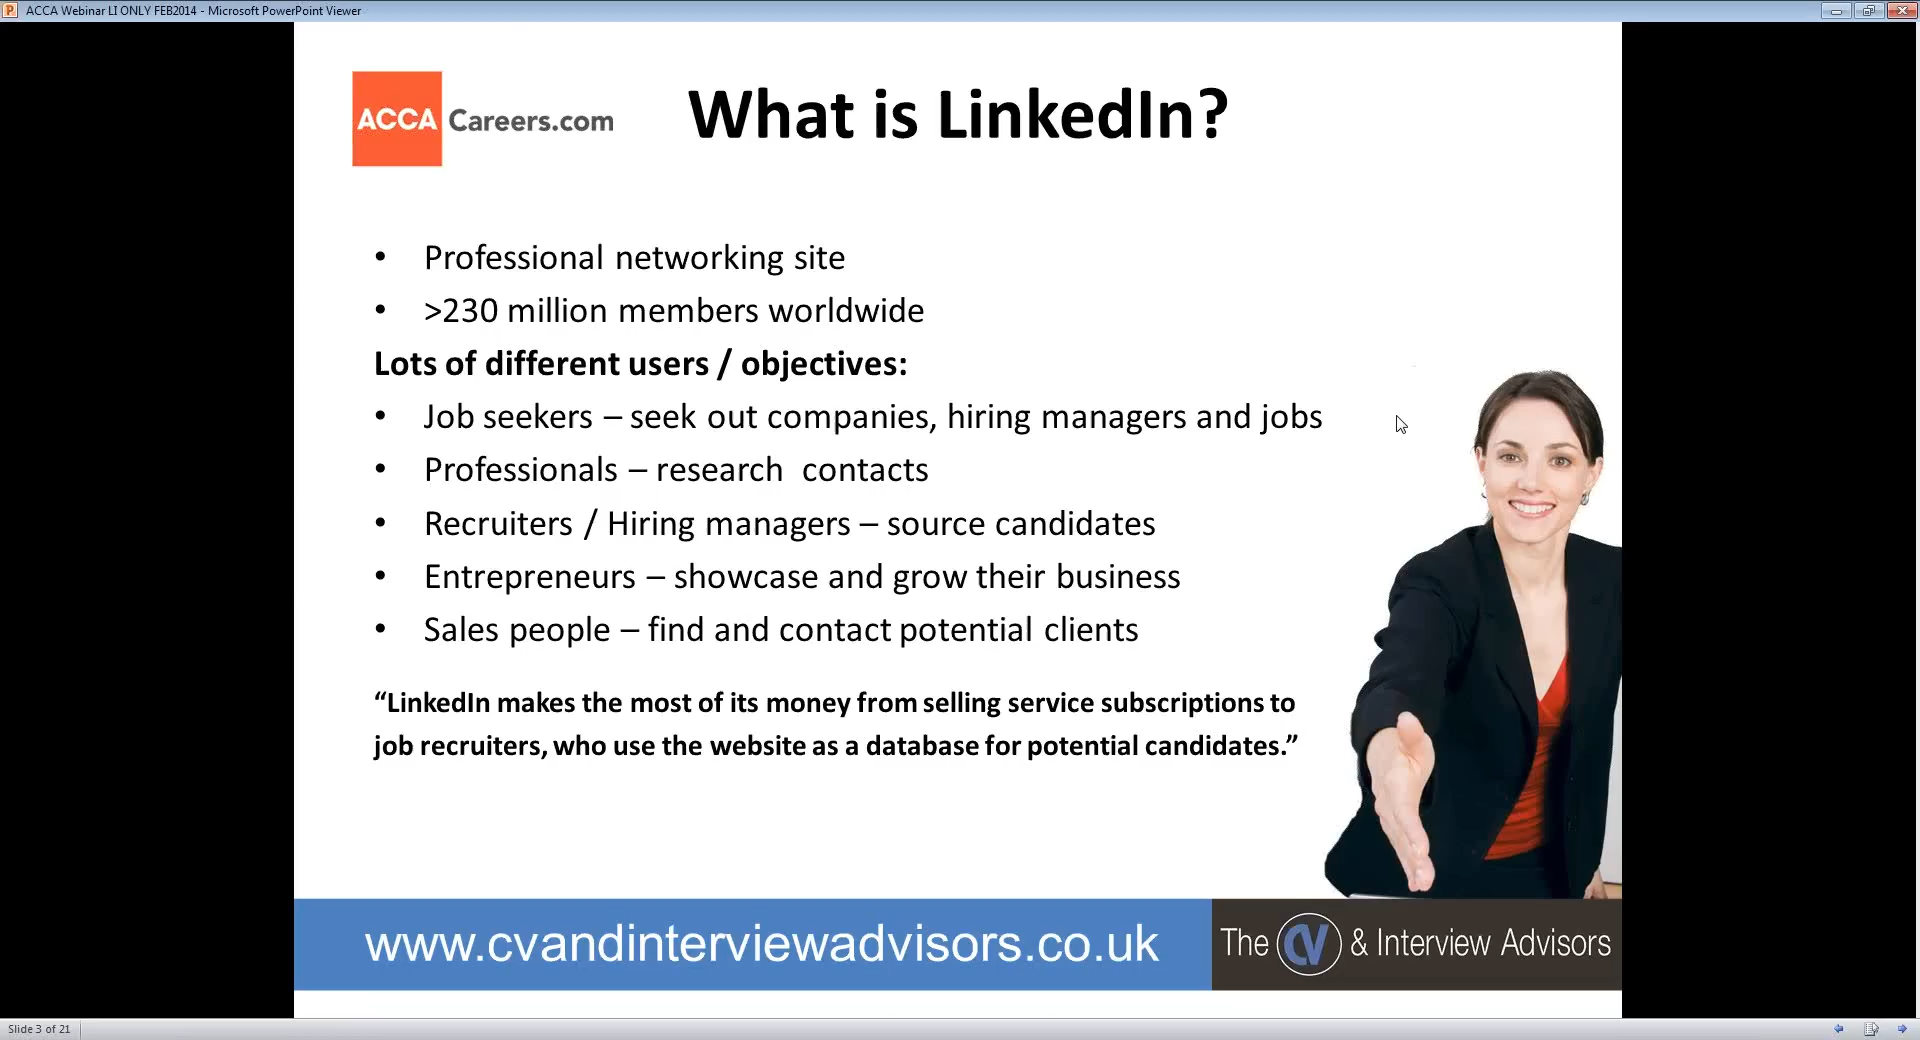 ACCA Webinar LI ONLY FEB2014 - Microsoft PowerPoint Viewer
ACCA Careers.com
What is LinkedIn?
• Professional networking site
• >230 million members worldwide
Lots of different users / objectives:
• Job seekers – seek out companies, hiring managers and jobs
• Professionals – research  contacts
• Recruiters / Hiring managers – source candidates
• Entrepreneurs – showcase and grow their business
• Sales people – find and contact potential clients
“LinkedIn makes the most of its money from selling service subscriptions to
job recruiters, who use the website as a database for potential candidates.”
www.cvandinterviewadvisors.co.uk
The CV & Interview Advisors
Slide 3 of 21